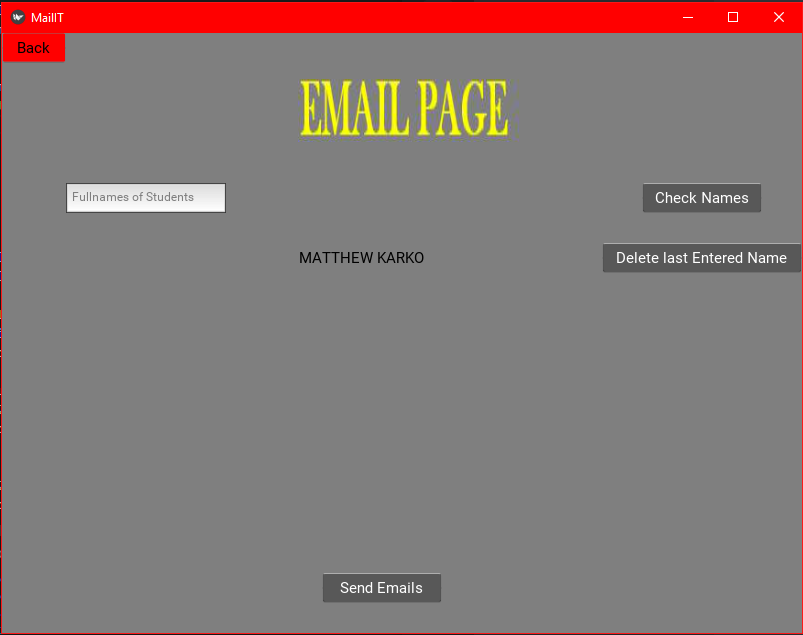 MailIT
Back
EMAIL PAGE
Fullnames of Students
Check Names
MATTHEW KARKO
Delete last Entered Name
Send Emails